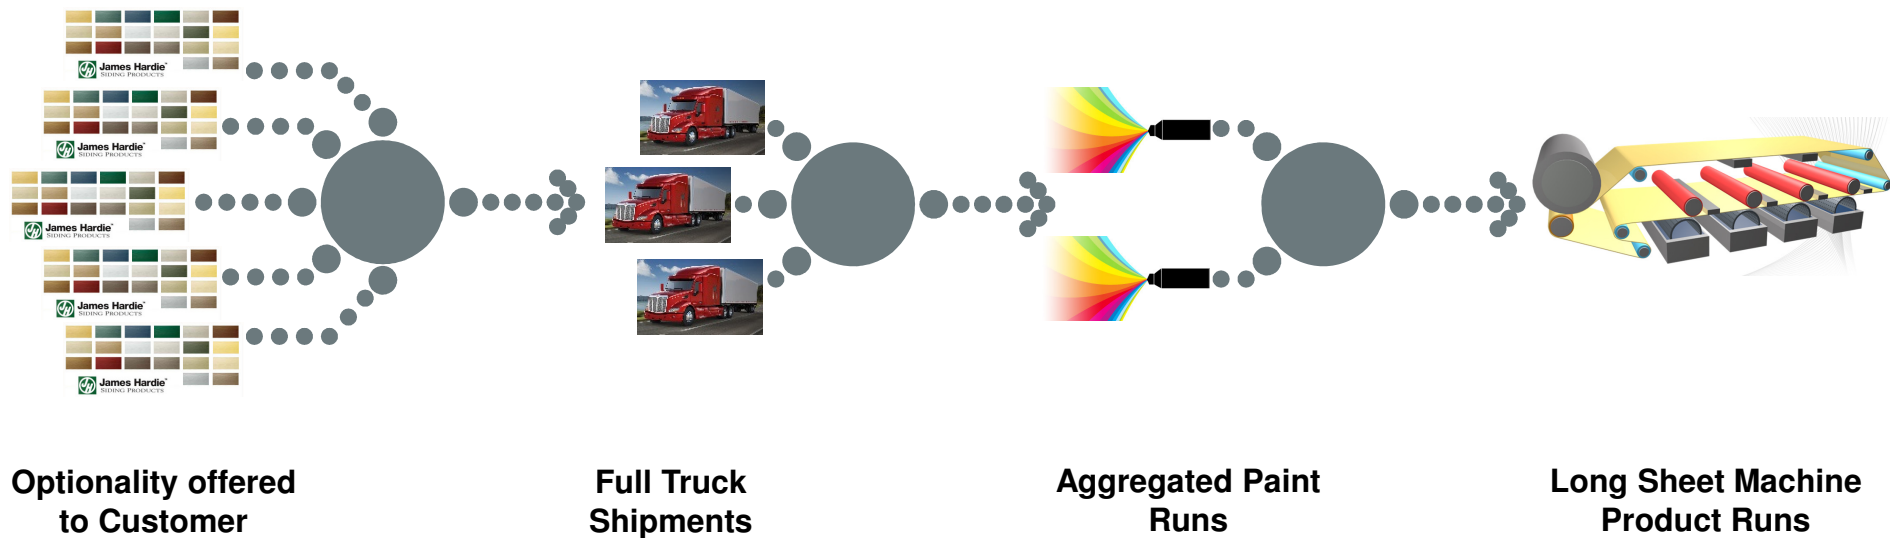 James Hardie®
SIDING PRODUCTS
James Hardie®
SIDING PRODUCTS
James Hardie®
SIDING PRODUCTS
James Hardie®
SIDING PRODUCTS
James Hardie®
SIDING PRODUCTS
Optionality offered
to Customer
Full Truck
Shipments
Aggregated Paint
Runs
Long Sheet Machine
Product Runs